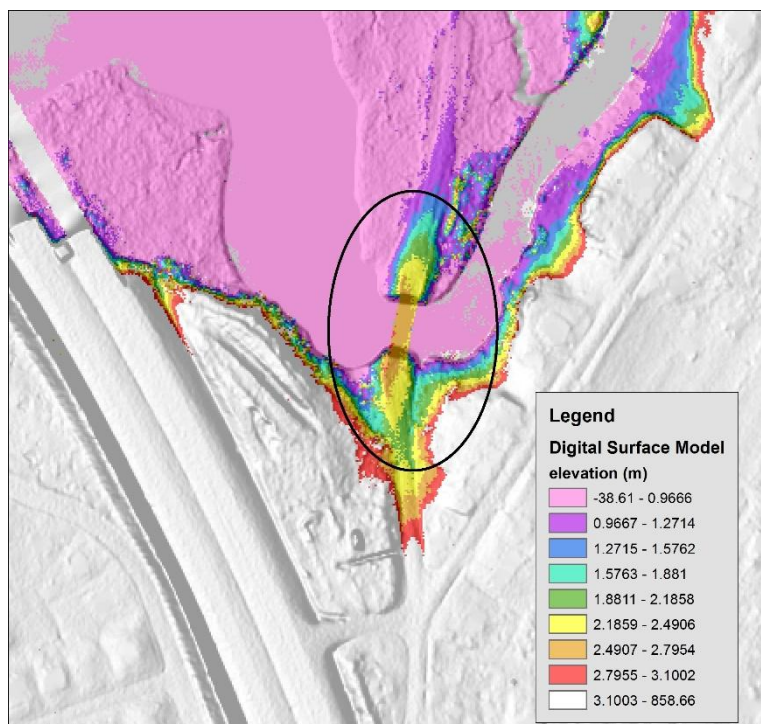 Legend
Digital Surface Model
elevation (m)
-38.61 - 0.9666
0.9667 - 1.2714
1.2715 - 1.5762
1.5763 - 1.881
1.8811 - 2.1858
2.1859 - 2.4906
2.4907 - 2.7954
2.7955 - 3.1002
3.1003 - 858.66